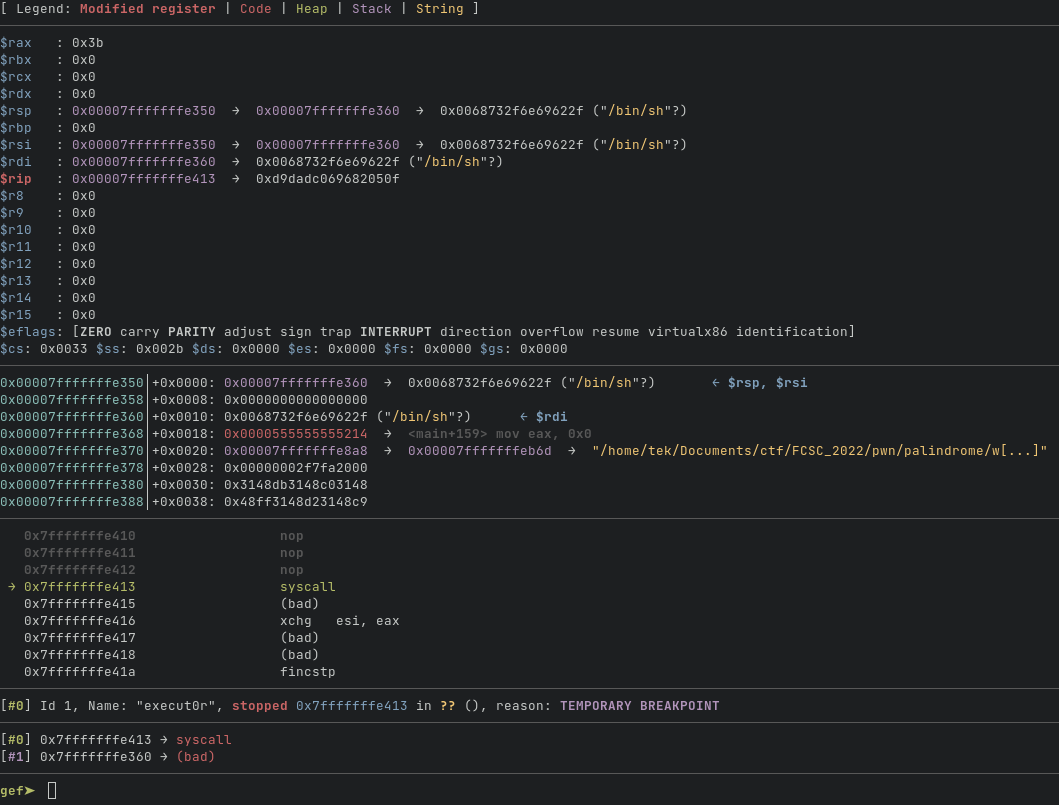 [ Legend: Modified register | Code | Heap | Stack | String ]
$rax   : 0x3b
$rbx   : 0x0
$rcx   : 0x0
$rdx   : 0x0
$rsp   : 0x00007fffffffe350  →  0x00007fffffffe360  →  0x0068732f6e69622f ("/bin/sh"?)
$rbp   : 0x0
$rsi   : 0x00007fffffffe350  →  0x00007fffffffe360  →  0x0068732f6e69622f ("/bin/sh"?)
$rdi   : 0x00007fffffffe360  →  0x0068732f6e69622f ("/bin/sh"?)
$rip   : 0x00007fffffffe413  →  0xd9dadc069682050f
$r8    : 0x0
$r9    : 0x0
$r10   : 0x0
$r11   : 0x0
$r12   : 0x0
$r13   : 0x0
$r14   : 0x0
$r15   : 0x0
$eflags: [ZERO carry PARITY adjust sign trap INTERRUPT direction overflow resume virtualx86 identification]
$cs: 0x0033 $ss: 0x002b $ds: 0x0000 $es: 0x0000 $fs: 0x0000 $gs: 0x0000
0x00007fffffffe350│+0x0000: 0x00007fffffffe360  →  0x0068732f6e69622f ("/bin/sh"?)       ← $rsp, $rsi
0x00007fffffffe358│+0x0008: 0x0000000000000000
0x00007fffffffe360│+0x0010: 0x0068732f6e69622f ("/bin/sh"?)      ← $rdi
0x00007fffffffe368│+0x0018: 0x0000555555555214  →  <main+159> mov eax, 0x0
0x00007fffffffe370│+0x0020: 0x00007fffffffe8a8  →  0x00007fffffffeb6d  →  "/home/tek/Documents/ctf/FCSC_2022/pwn/palindrome/w[...]"
0x00007fffffffe378│+0x0028: 0x00000002f7fa2000
0x00007fffffffe380│+0x0030: 0x3148db3148c03148
0x00007fffffffe388│+0x0038: 0x48ff3148d23148c9
0x7fffffffe410                  nop
0x7fffffffe411                  nop
0x7fffffffe412                  nop
→ 0x7fffffffe413                  syscall
0x7fffffffe415                  (bad)
0x7fffffffe416                  xchg   esi, eax
0x7fffffffe417                  (bad)
0x7fffffffe418                  (bad)
0x7fffffffe41a                  fincstp
[#0] Id 1, Name: "execut0r", stopped 0x7fffffffe413 in ?? (), reason: TEMPORARY BREAKPOINT
[#0] 0x7fffffffe413 → syscall
[#1] 0x7fffffffe360 → (bad)
gef➤